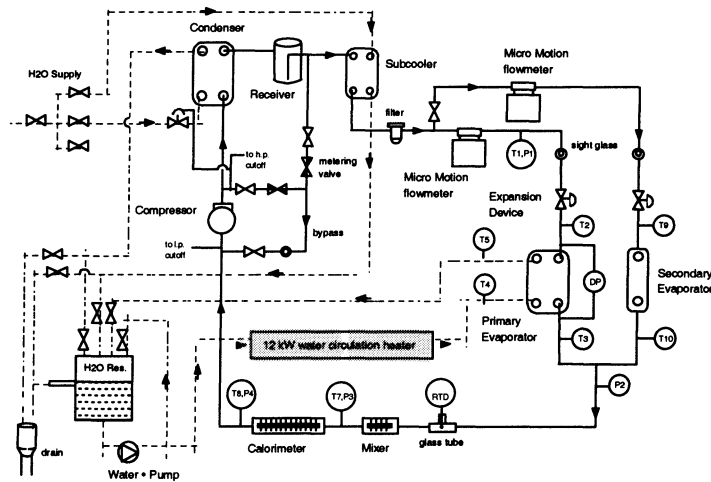 Condenser
H2O Supply
Receiver
Subcooler
Micro Motion
flowmeter
filter
T1,P1
sight glass
Micro Motion
flowmeter
to h.p.
cutoff
metering
valve
Compressor
to l.p.
cutoff
bypass
Expansion
Device
T2
T9
T5
T4
DP
Secondary
Evaporator
Primary
Evaporator
T3
T10
12 kW water circulation heater
H2O Res.
P2
T8,P4
T7,P3
RTD
Calorimeter
Mixer
glass tube
drain
Water • Pump